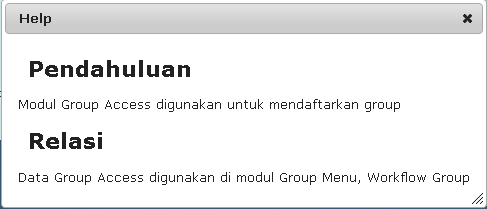 Help
Pendahuluan
Modul Group Access digunakan untuk mendaftarkan group
Relasi
Data Group Access digunakan di modul Group Menu, Workflow Group